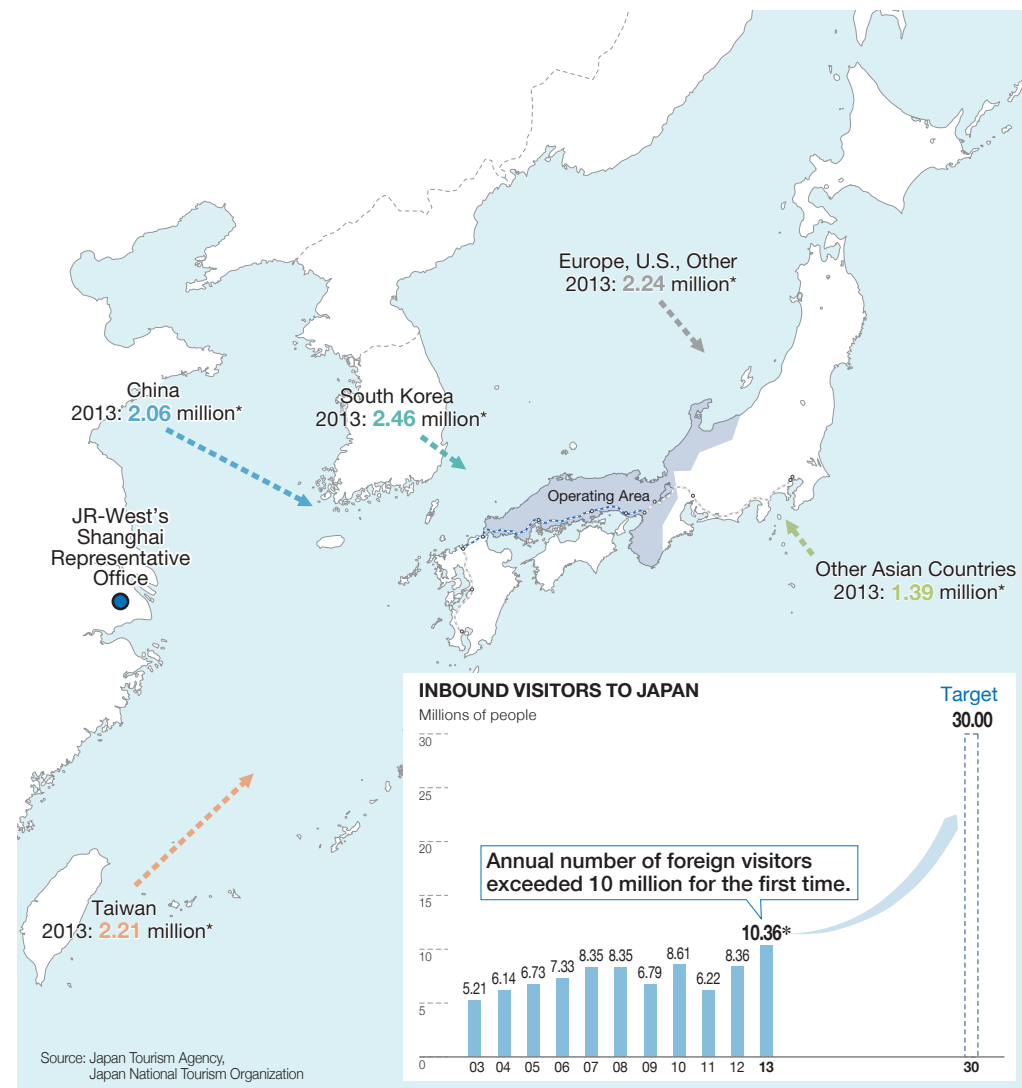 Europe, U.S., Other
2013: 2.24 million*
China
2013: 2.06 million*
South Korea
2013: 2.46 million*
Operating Area
JR-West's
Shanghai
Representative
Office
Other Asian Countries
2013: 1.39 million*
Taiwan
2013: 2.21 million*
INBOUND VISITORS TO JAPAN
Millions of people
Target
30.00
30
25
20
15
10
5
0
Annual number of foreign visitors
exceeded 10 million for the first time.
5.21 6.14 6.73 7.33 8.35 8.35 6.79 8.61 6.22 8.36 10.36*
03 04 05 06 07 08 09 10 11 12 13 30
Source: Japan Tourism Agency,
Japan National Tourism Organization